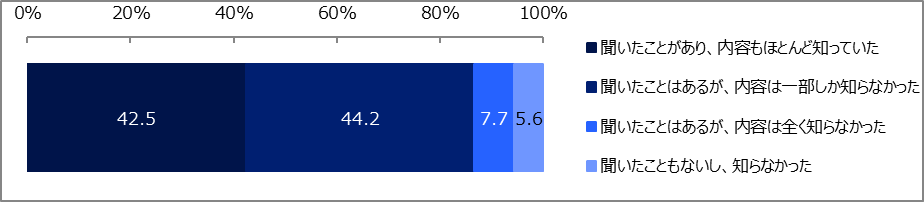 0% 20% 40% 60% 80% 100%
聞いたことがあり、内容もほとんど知っていた
聞いたことはあるが、内容は一部しか知らなかった
42.5 44.2 7.7 5.6
聞いたことはあるが、内容は全く知らなかった
聞いたこともないし、知らなかった